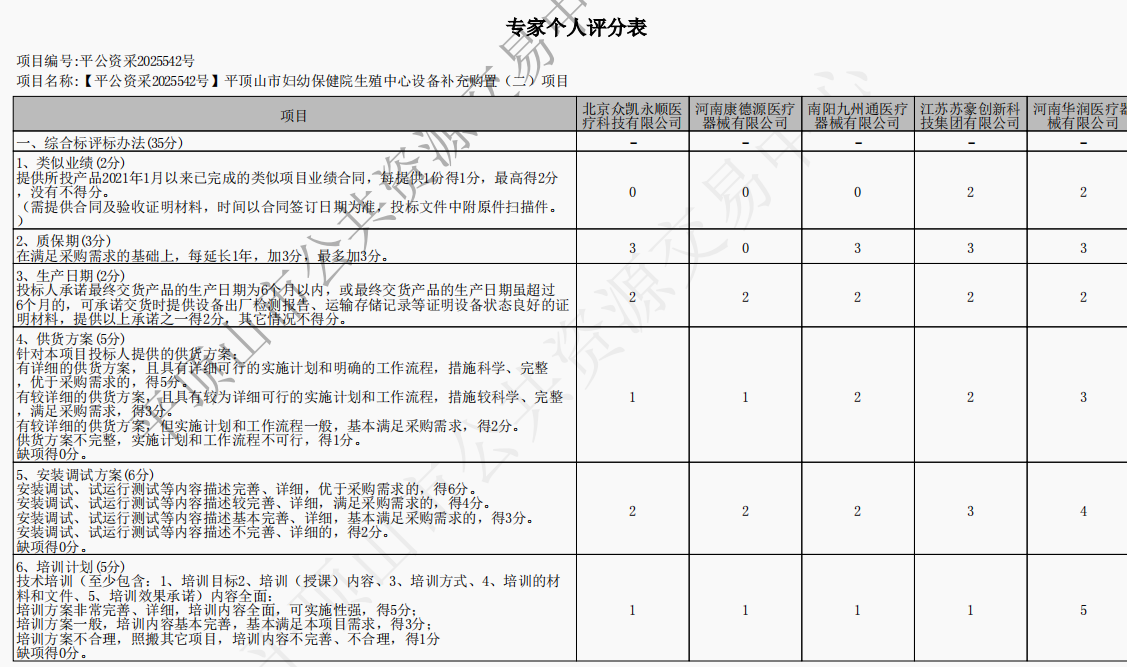 专家个人评分表
项目编号:平公资采2025542号
项目名称:【平公资采2025542号】平顶山市妇幼保健院生殖中心设备补充购置（二）项目
项目 北京众凯永顺医疗科技有限公司 河南康德源医疗器械有限公司 南阳九州通医疗器械有限公司 江苏苏豪创新科技集团有限公司 河南华润医疗器械有限公司
一、综合标评标办法(35分) - - - - -
1、类似业绩(2分)
提供所投产品2021年1月以来已完成的类似项目业绩合同，每提供1份得1分，最高得2分
，没有不得分。
（需提供合同及验收证明材料，时间以合同签订日期为准，投标文件中附原件扫描件。
）
0 0 0 2 2
2、质保期(3分)
在满足采购需求的基础上，每延长1年，加3分，最多加3分。
3 0 3 3 3
3、生产日期(2分)
投标人承诺最终交货产品的生产日期为6个月以内，或最终交货产品的生产日期虽超过
6个月的，可承诺交货时提供设备出厂检测报告、运输存储记录等证明设备状态良好的证
明材料，提供以上承诺之一得2分，其它情况不得分。
2 2 2 2 2
4、供货方案(5分)
针对本项目投标人提供的供货方案：
有详细的供货方案，且具有详细可行的实施计划和明确的工作流程，措施科学、完整
，优于采购需求的，得5分。
有较详细的供货方案，且具有较为详细可行的实施计划和工作流程，措施较科学、完整
，满足采购需求，得3分。
有较详细的供货方案，但实施计划和工作流程一般，基本满足采购需求，得2分。
供货方案不完整，实施计划和工作流程不可行，得1分。
缺项得0分。
1 1 2 2 3
5、安装调试方案(6分)
安装调试、试运行测试等内容描述完善、详细，优于采购需求的，得6分。
安装调试、试运行测试等内容描述较完善、详细，满足采购需求的，得4分。
安装调试、试运行测试等内容描述基本完善、详细，基本满足采购需求的，得3分。
安装调试、试运行测试等内容描述不完善、详细的，得2分。
缺项得0分。
2 2 2 3 4
6、培训计划(5分)
技术培训（至少包含：1、培训目标2、培训（授课）内容、3、培训方式、4、培训的材
料和文件、5、培训效果承诺）内容全面：
培训方案非常完善、详细，培训内容全面，可实施性强，得5分；
培训方案一般，培训内容基本完善，基本满足本项目需求，得3分；
培训方案不合理，照搬其它项目，培训内容不完善、不合理，得1分
缺项得0分。
1 1 1 1 5
平顶山市公共资源交易中
平顶山市公共资源交易中心